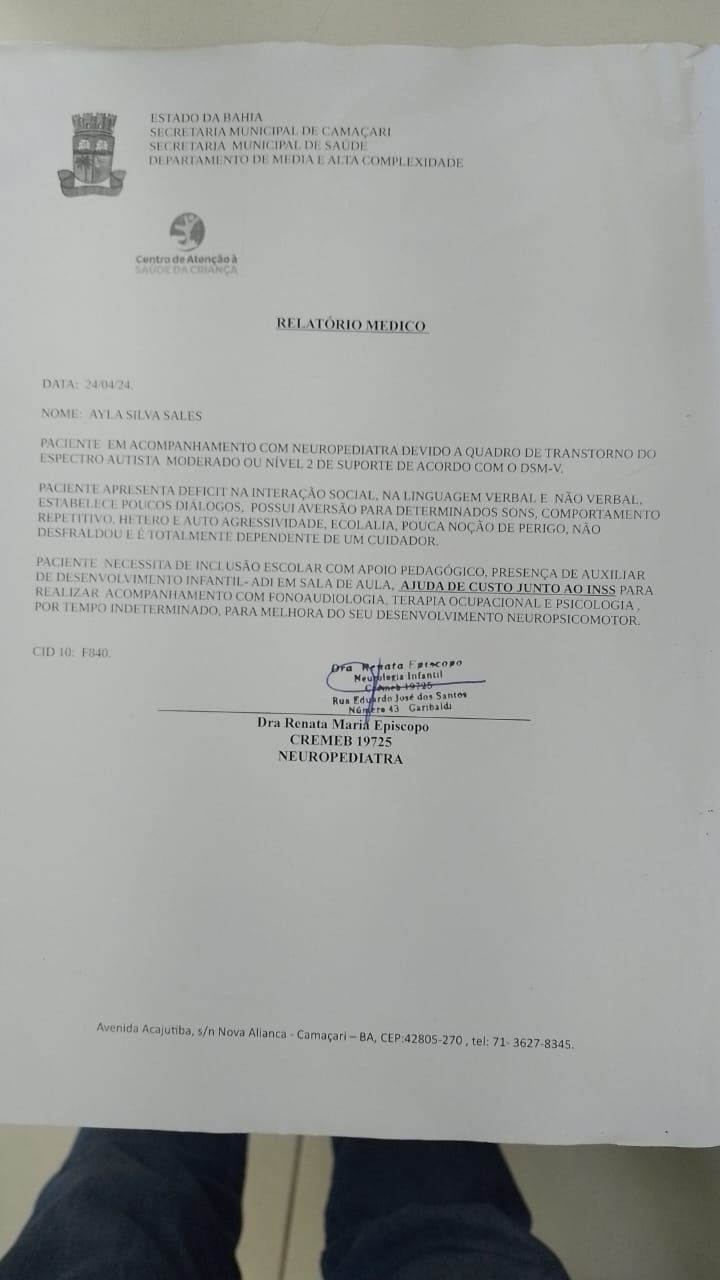 ESTADO DA BAHIA
SECRETARIA MUNICIPAL DE CAMAÇARI
SECRETARIA MUNICIPAL DE SAÚDE
DEPARTAMENTO DE MEDIA E ALTA COMPLEXIDADE
Centro de Atenção à
SAÚDE DA CRIANÇA
RELATÓRIO MEDICO
DATA: 24/04/24.
NOME: AYLA SILVA SALES
PACIENTE EM ACOMPANHAMENTO COM NEUROPEDIATRA DEVIDO A QUADRO DE TRANSTORNO DO
ESPECTRO AUTISTA MODERADO OU NÍVEL 2 DE SUPORTE DE ACORDO COM O DSM-V.
PACIENTE APRESENTA DEFICIT NA INTERAÇÃO SOCIAL, NA LINGUAGEM VERBAL E NÃO VERBAL,
ESTABELECE POUCOS DIÁLOGOS, POSSUI AVERSÃO PARA DETERMINADOS SONS, COMPORTAMENTO
REPETITIVO, HETERO E AUTO AGRESSIVIDADE, ECOLALIA, POUCA NOÇÃO DE PERIGO, NÃO
DESFRALDOU E É TOTALMENTE DEPENDENTE DE UM CUIDADOR.
PACIENTE NECESSITA DE INCLUSÃO ESCOLAR COM APOIO PEDAGÓGICO, PRESENÇA DE AUXILIAR
DE DESENVOLVIMENTO INFANTIL- ADI EM SALA DE AULA, AJUDA DE CUSTO JUNTO AO INSS PARA
REALIZAR ACOMPANHAMENTO COM FONOAUDIOLOGIA, TERAPIA OCUPACIONAL E PSICOLOGIA ,
POR TEMPO INDETERMINADO, PARA MELHORA DO SEU DESENVOLVIMENTO NEUROPSICOMOTOR.
CID 10: F840.
Dra Renata Episcopo
Neurologia Infantil
Cremeb 19725
Rua Eduardo José dos Santos
Número 43 Garibaldi
Dra Renata Maria Episcopo
CREMEB 19725
NEUROPEDIATRA
Avenida Acajutiba, s/n Nova Alianca - Camaçari – BA, CEP:42805-270 , tel: 71- 3627-8345.